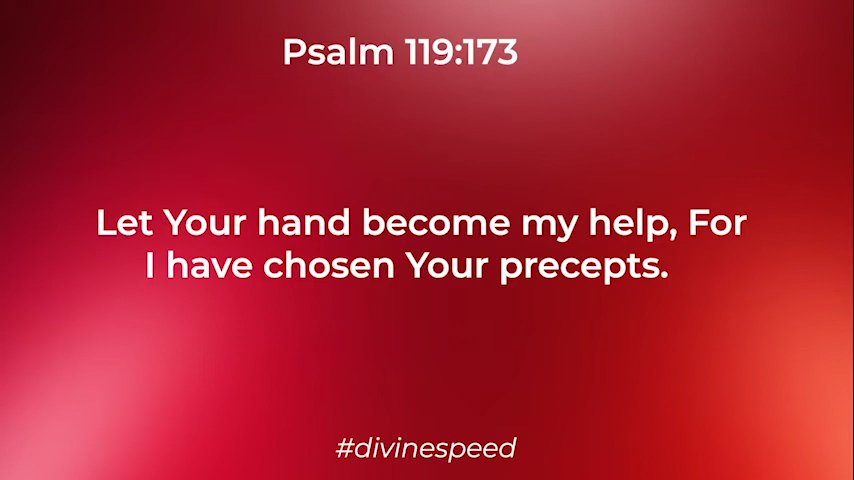 Psalm 119:173
Let Your hand become my help, For
I have chosen Your precepts.
#divinespeed